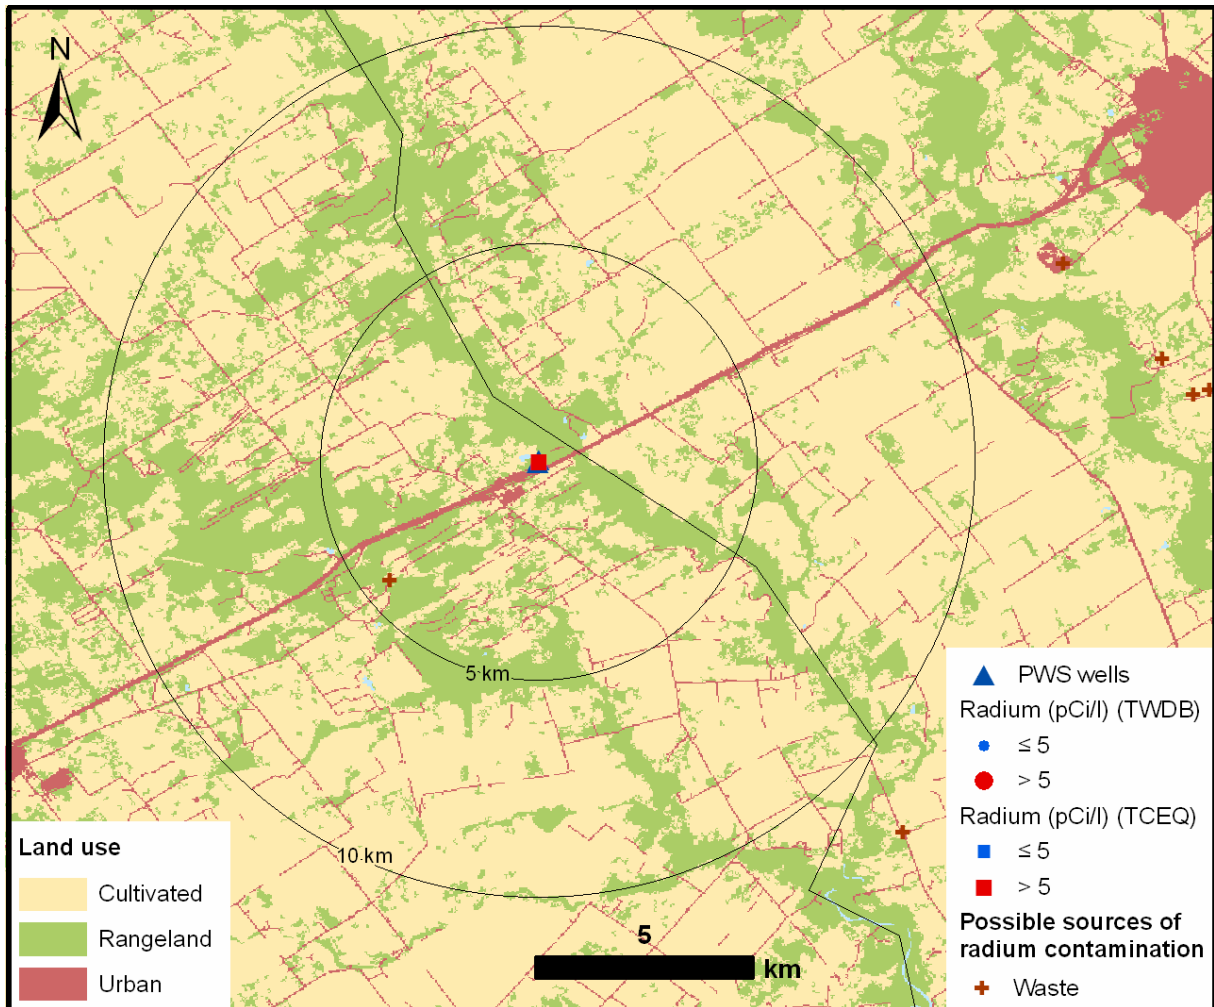 N
5 km
10 km
5
km
Land use
Cultivated
Rangeland
Urban
PWS wells
Radium (pCi/l) (TWDB)
≤ 5
> 5
Radium (pCi/l) (TCEQ)
≤ 5
> 5
Possible sources of
radium contamination
Waste